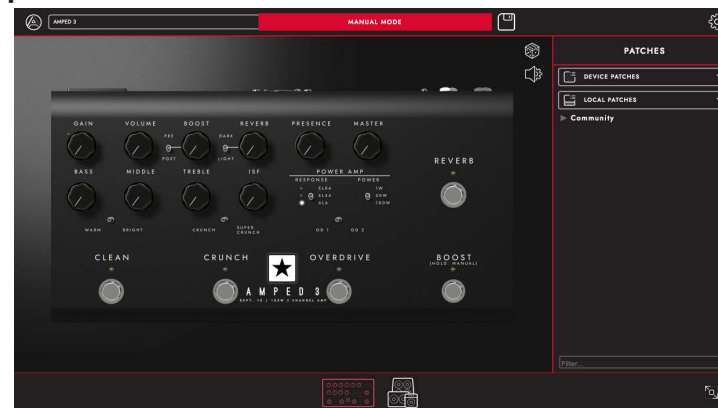 AMPED 3
MANUAL MODE
PATCHES
DEVICE PATCHES
LOCAL PATCHES
Community
GAIN VOLUME BOOST REVERB PRESENCE MASTER
PRE DARK
POST LIGHT
REVERB
BASS MIDDLE TREBLE ISF POWER AMP
RESPONSE POWER
EL84 1W
EL34 20W
6L6 100W
WARM BRIGHT CRUNCH SUPER CRUNCH OD 1 OD 2
CLEAN CRUNCH OVERDRIVE BOOST
(HOLD: MANUAL)
AMPED 3
DEPT. 10 | 100W 3 CHANNEL AMP
Filter...